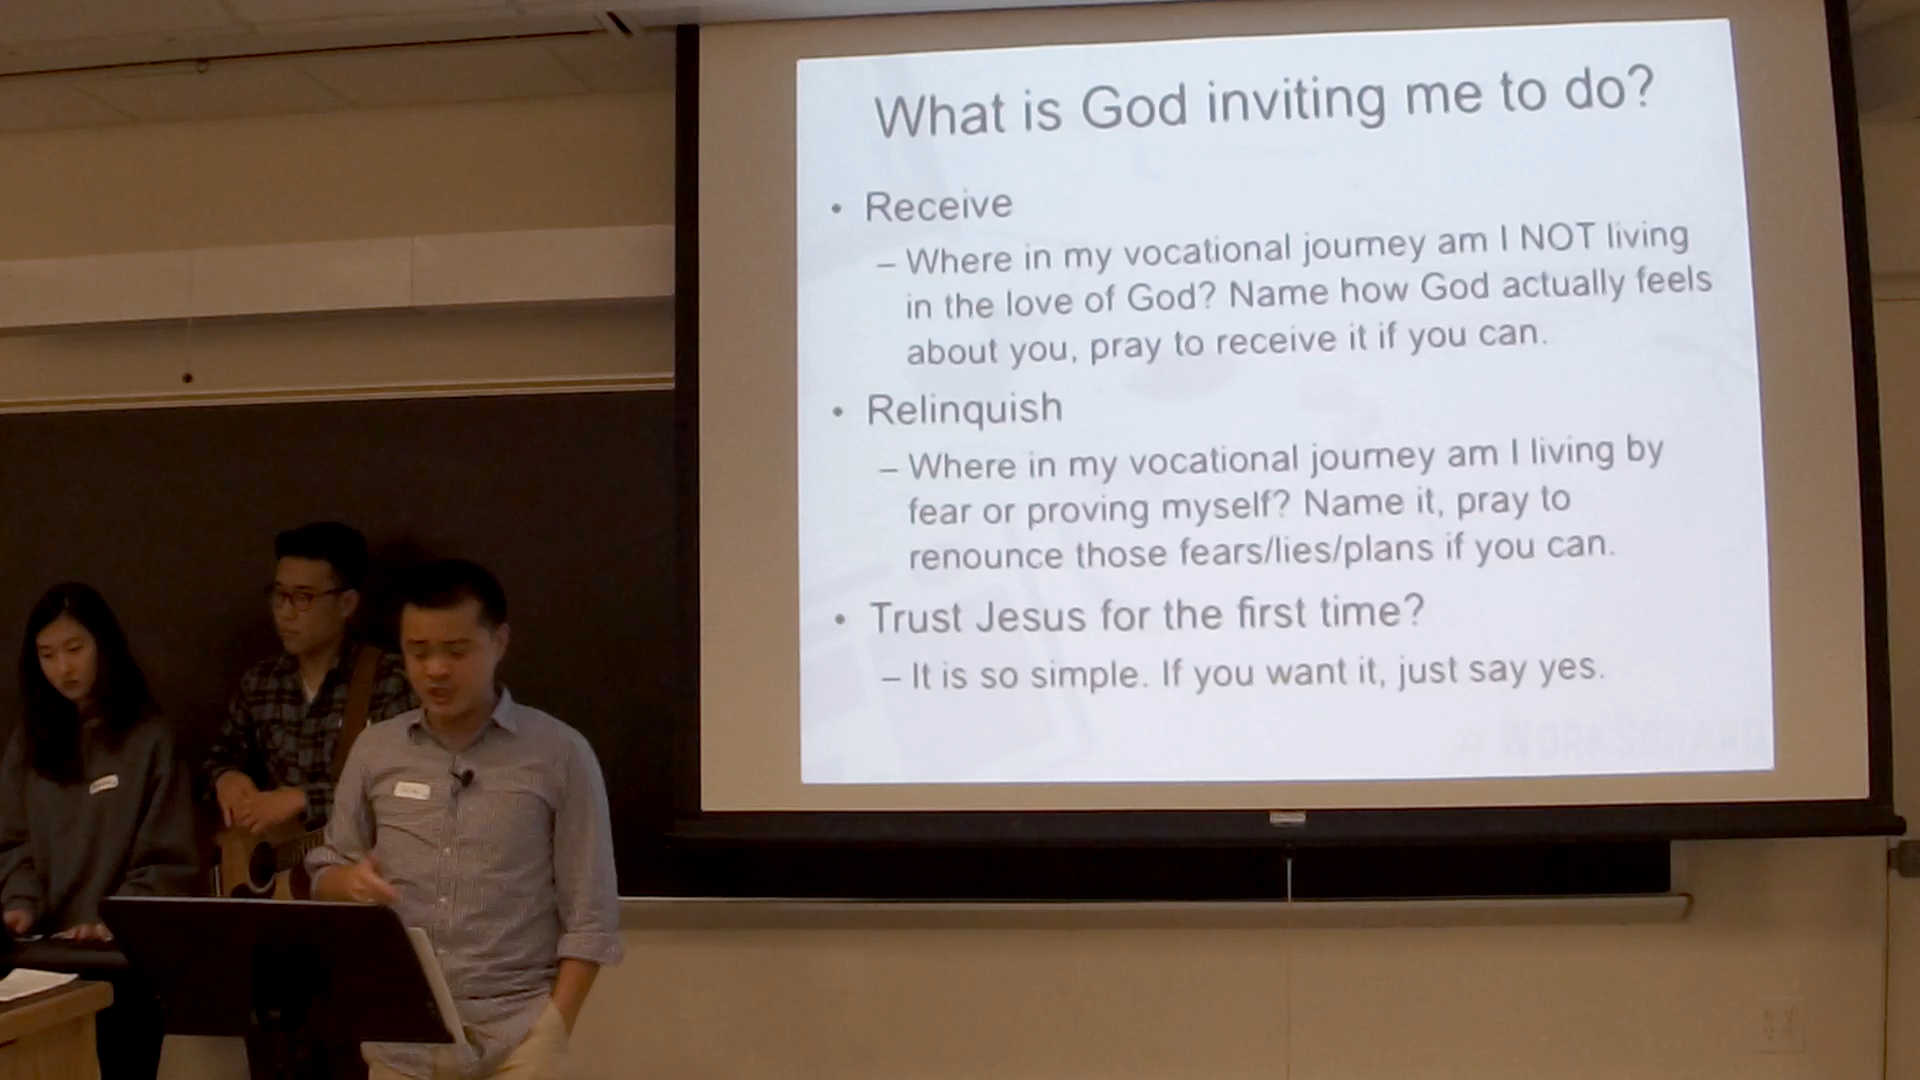 What is God inviting me to do?
• Receive
– Where in my vocational journey am I NOT living
in the love of God? Name how God actually feels
about you, pray to receive it if you can.
• Relinquish
– Where in my vocational journey am I living by
fear or proving myself? Name it, pray to
renounce those fears/lies/plans if you can.
• Trust Jesus for the first time?
– It is so simple. If you want it, just say yes.
#WORKSOHARD